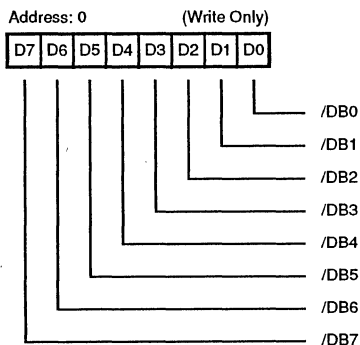 Address: 0 (Write Only)
D7 D6 D5 D4 D3 D2 D1 D0
/DB0
/DB1
/DB2
/DB3
/DB4
/DB5
/DB6
/DB7